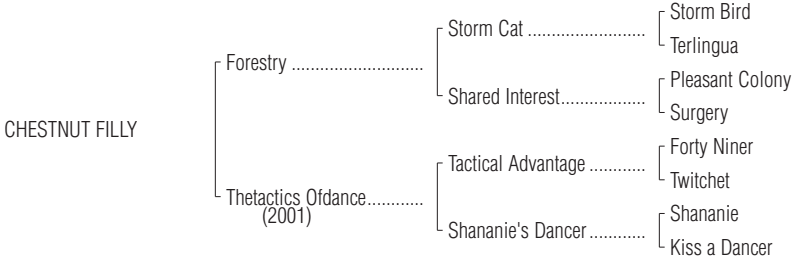 Storm Bird
Storm Cat ..........................
Terlingua
Forestry .............................
Pleasant Colony
Shared Interest...................
Surgery
CHESTNUT FILLY
Forty Niner
Tactical Advantage .............
Twitchet
Thetactics Ofdance.............
(2001)
Shananie
Shananie's Dancer .............
Kiss a Dancer